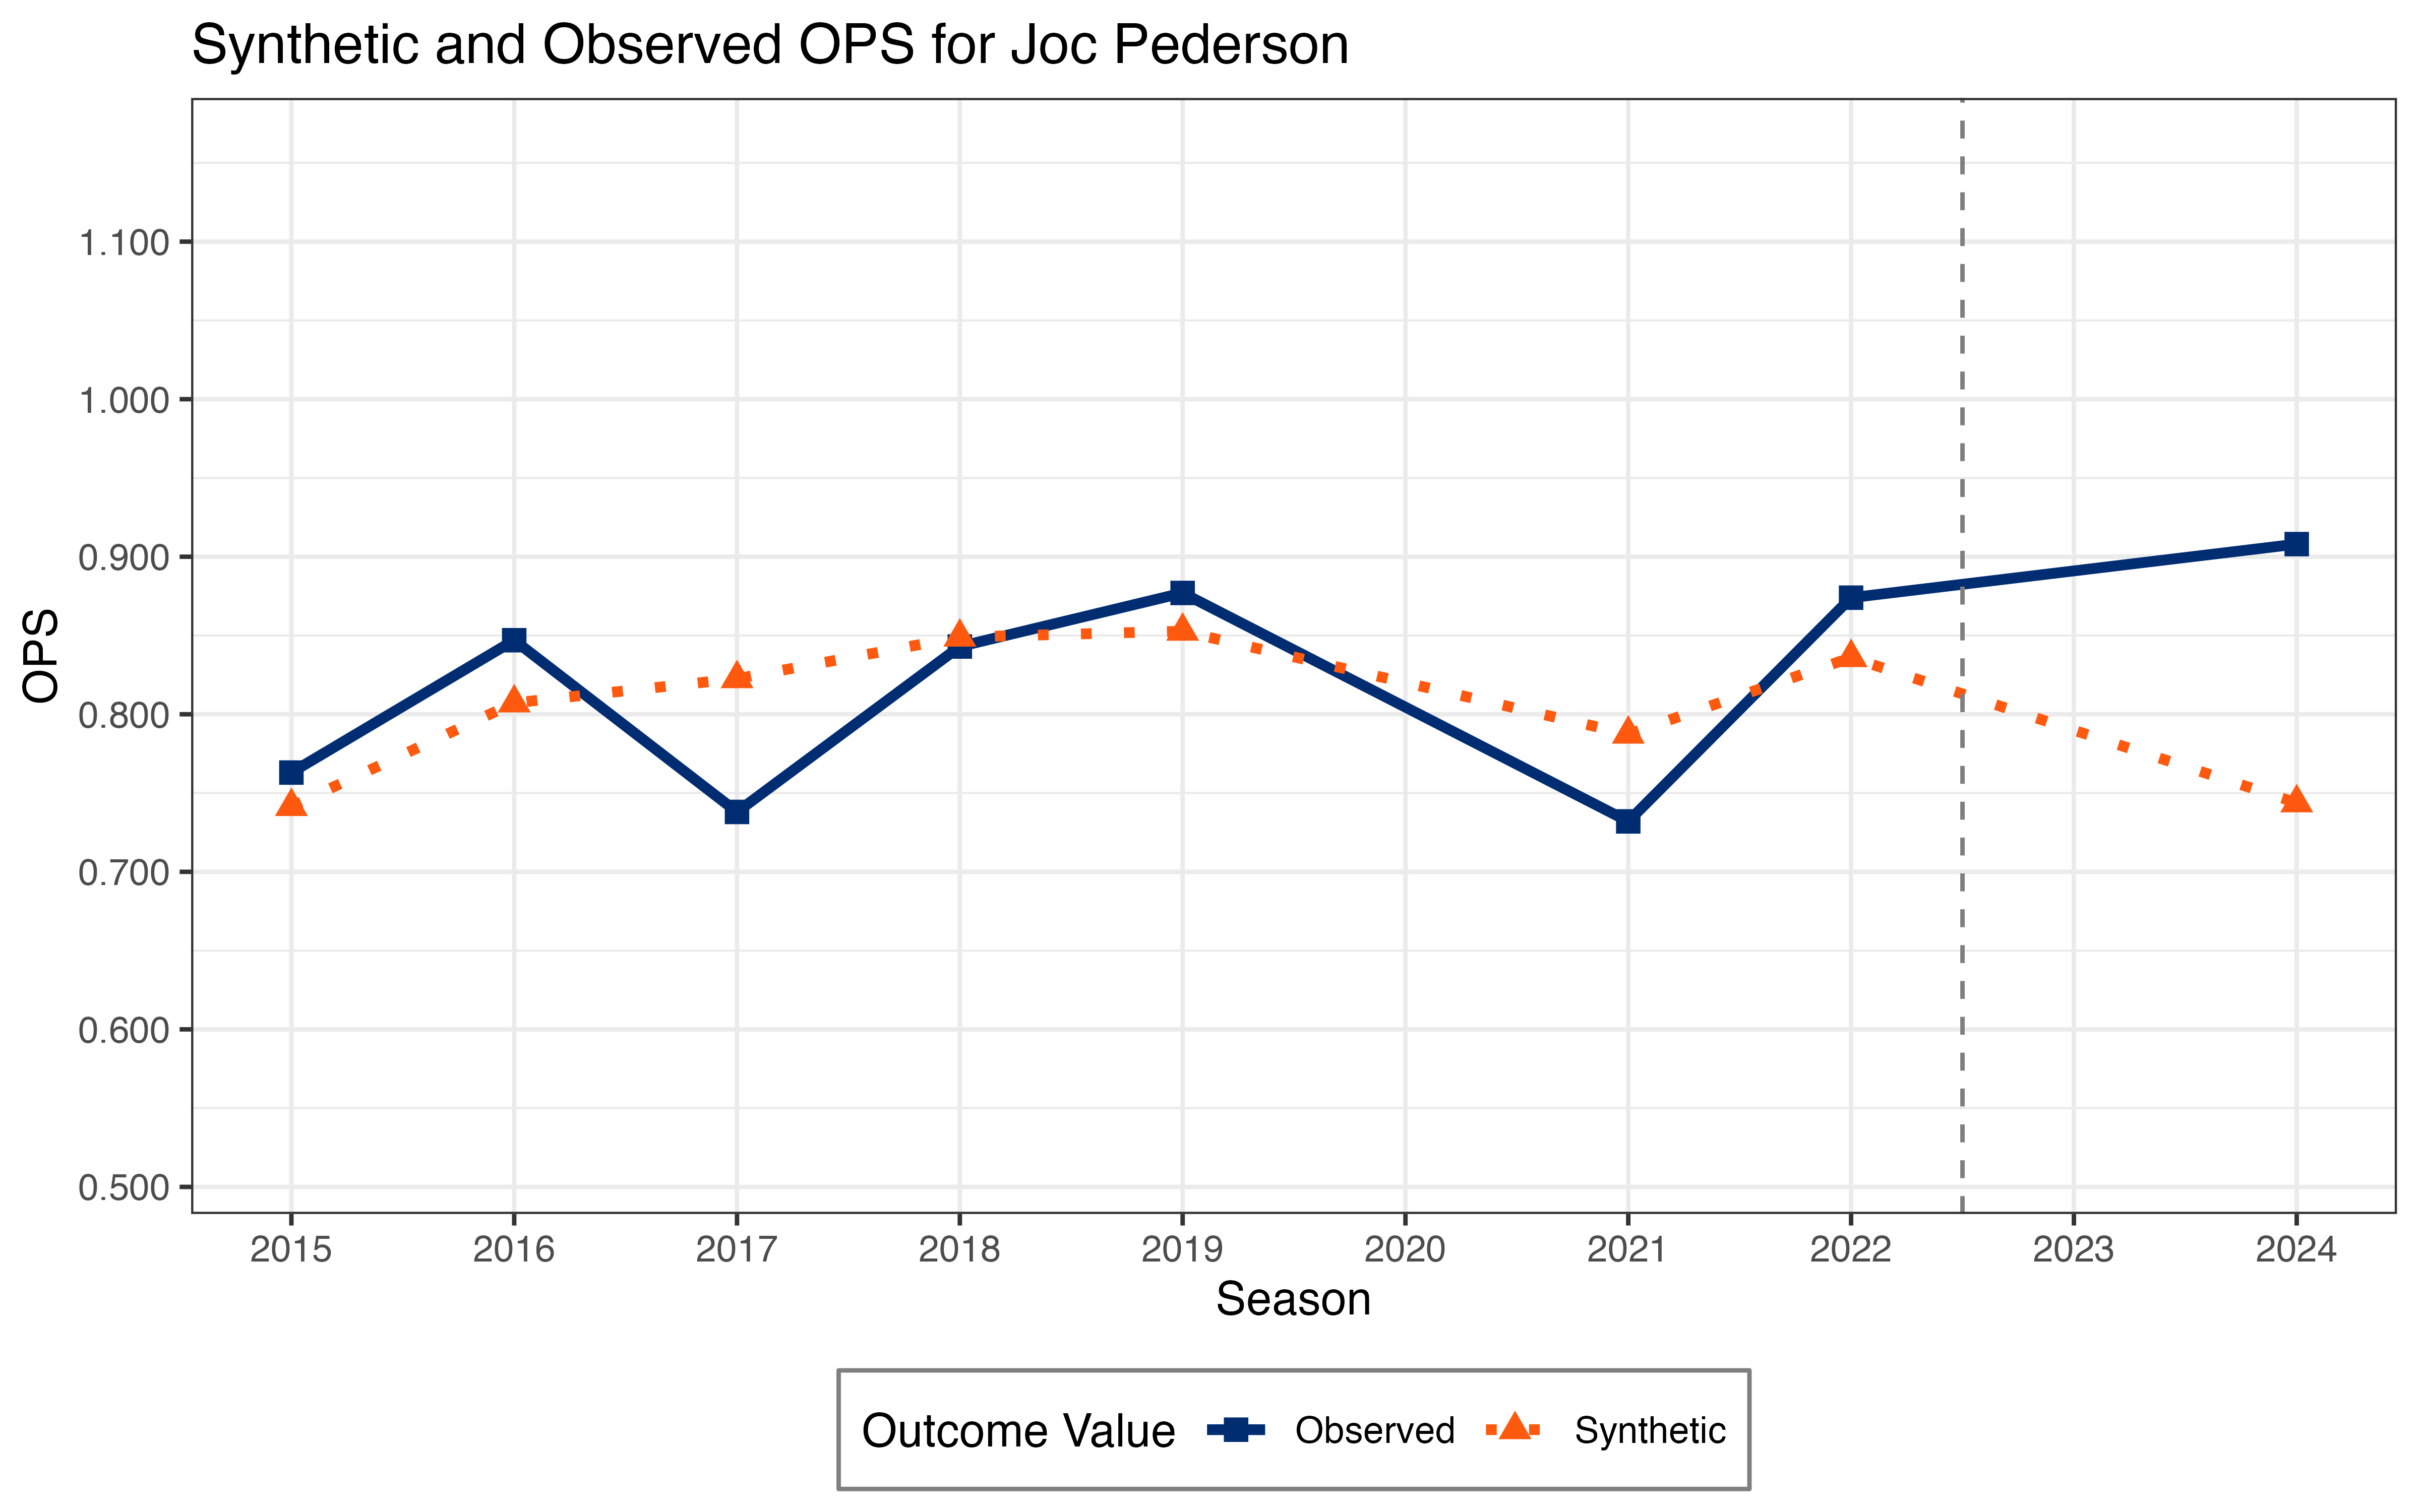 Synthetic and Observed OPS for Joc Pederson
OPS
1.100
1.000
0.900
0.800
0.700
0.600
0.500
2015 2016 2017 2018 2019 2020 2021 2022 2023 2024
Season
Outcome Value Observed Synthetic